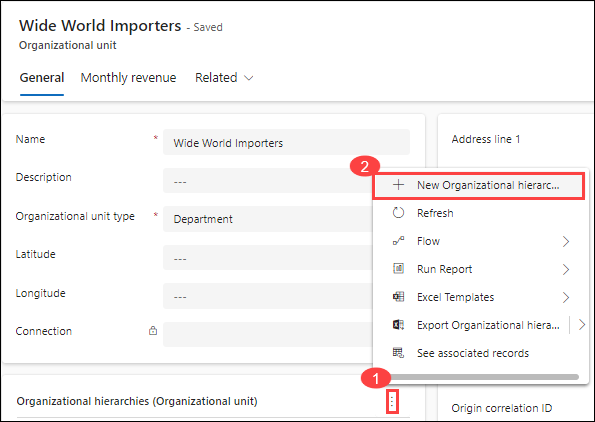 Wide World Importers - Saved
Organizational unit
General Monthly revenue Related
Name * Wide World Importers
Address line 1
2
Description ---
New Organizational hierarc...
Refresh
Organizational unit type * Department
Flow
Latitude ---
Run Report
Longitude ---
Excel Templates
Connection
Export Organizational hiera...
See associated records
1
Organizational hierarchies (Organizational unit)
Origin correlation ID